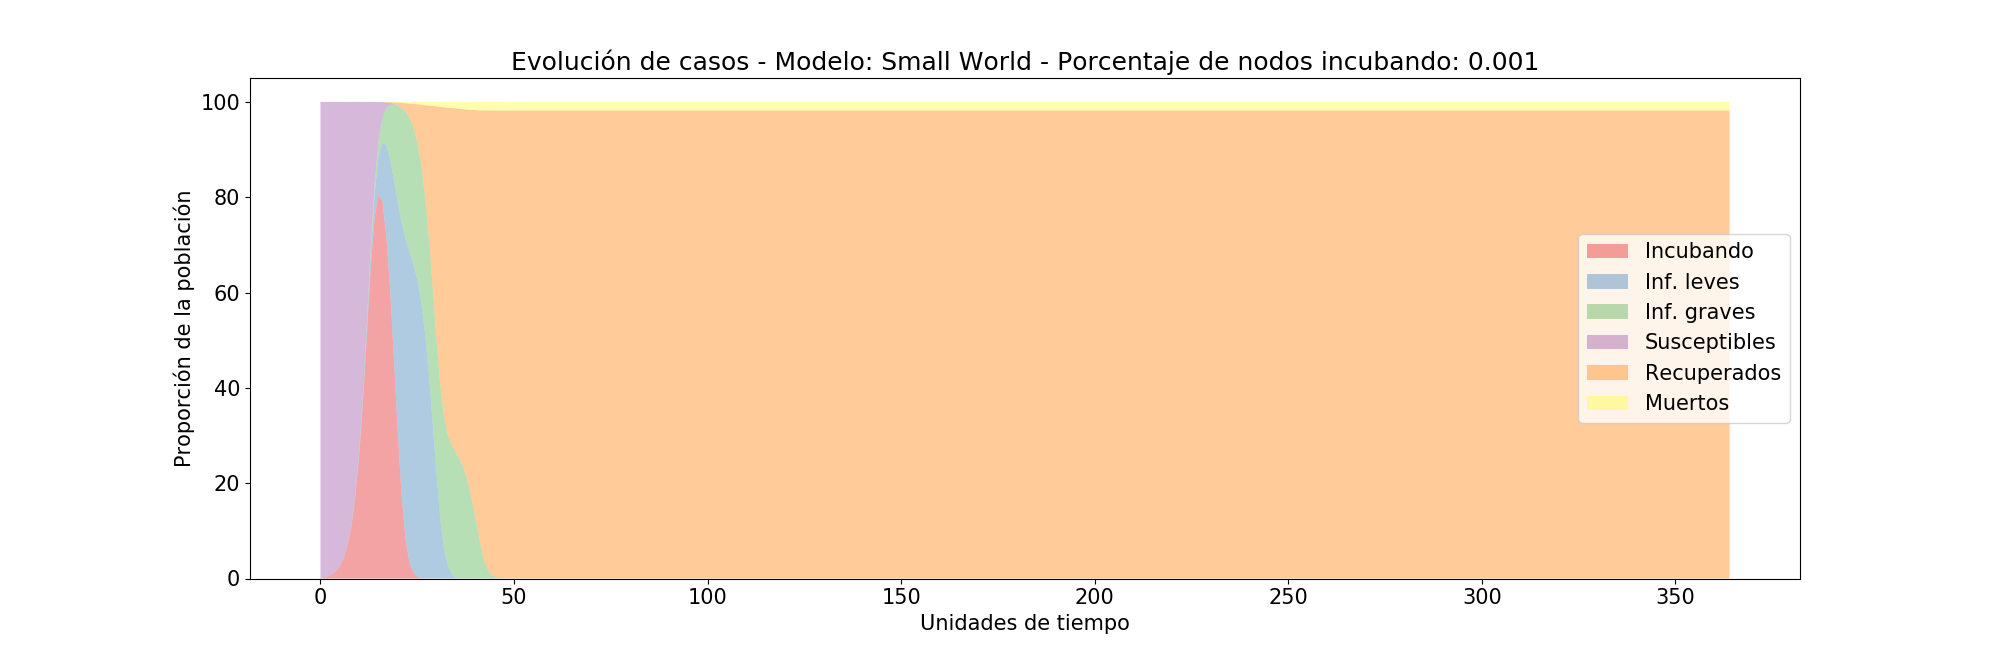 Evolución de casos - Modelo: Small World - Porcentaje de nodos incubando: 0.001
Proporción de la población
100
80
60
40
20
0
0 50 100 150 200 250 300 350
Unidades de tiempo
Incubando
Inf. leves
Inf. graves
Susceptibles
Recuperados
Muertos